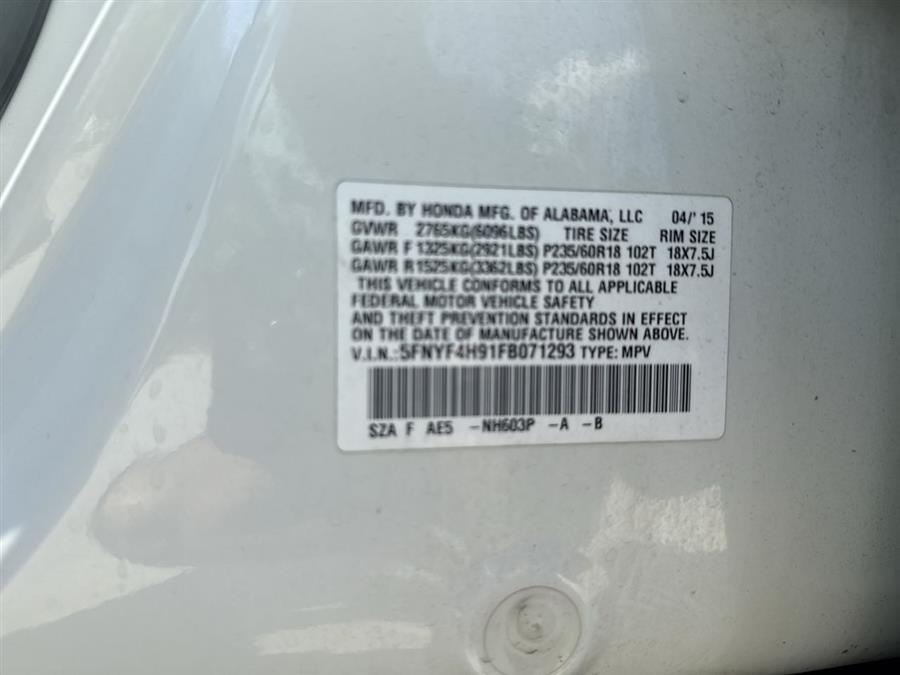 MFD. BY HONDA MFG. OF ALABAMA, LLC 04/'15
GVWR 2765KG(6096LBS) TIRE SIZE RIM SIZE
GAWR F 1325KG(2921LBS) P235/60R18 102T 18X7.5J
GAWR R 1525KG(3362LBS) P235/60R18 102T 18X7.5J
THIS VEHICLE CONFORMS TO ALL APPLICABLE
FEDERAL MOTOR VEHICLE SAFETY
AND THEFT PREVENTION STANDARDS IN EFFECT
ON THE DATE OF MANUFACTURE SHOWN ABOVE.
V.I.N.: 5FNYF4H91FB071293 TYPE: MPV
SZA F AE5 -NH603P -A -B